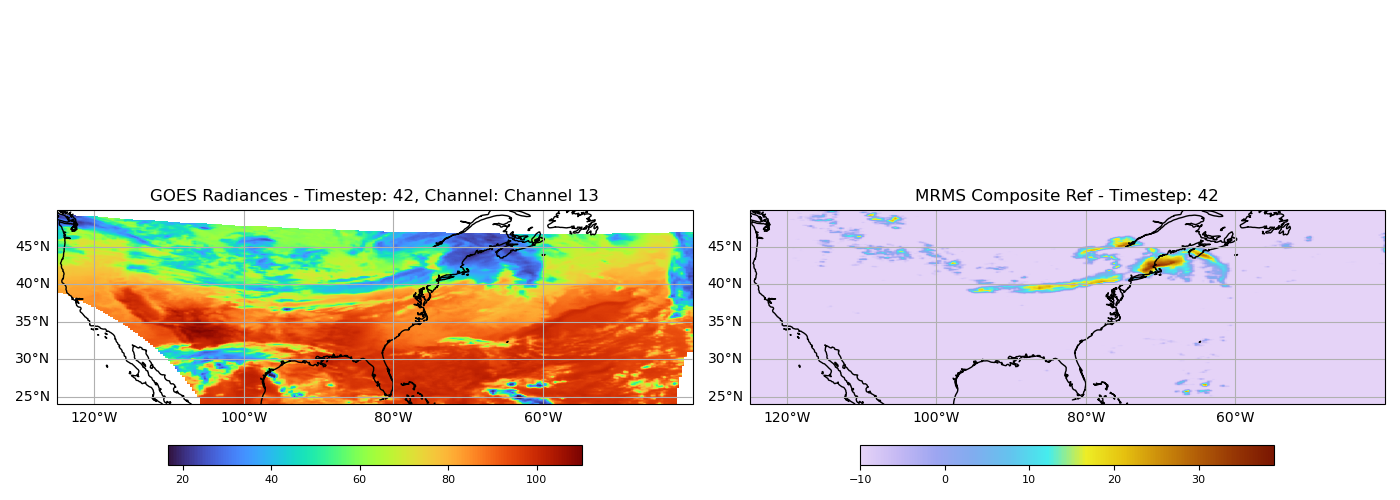 GOES Radiances - Timestep: 42, Channel: Channel 13
45°N
40°N
35°N
30°N
25°N
120°W 100°W 80°W 60°W
20 40 60 80 100
MRMS Composite Ref - Timestep: 42
45°N
40°N
35°N
30°N
25°N
120°W 100°W 80°W 60°W
−10 0 10 20 30